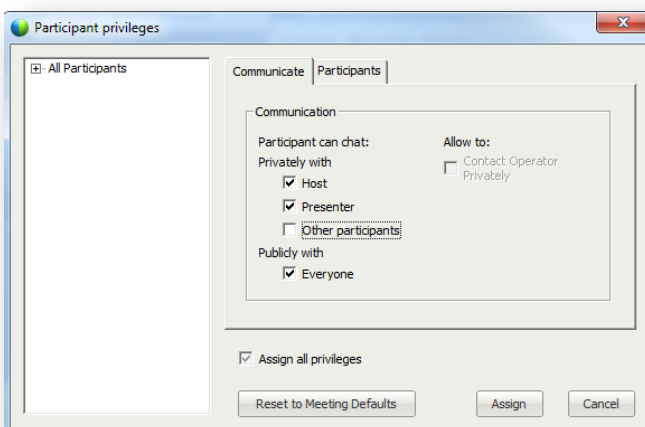 Participant privileges
All Participants
Communicate
Participants
Communication
Participant can chat:
Allow to:
Privately with
Contact Operator
Privately
Host
Presenter
Other participants
Publicly with
Everyone
Assign all privileges
Reset to Meeting Defaults
Assign
Cancel